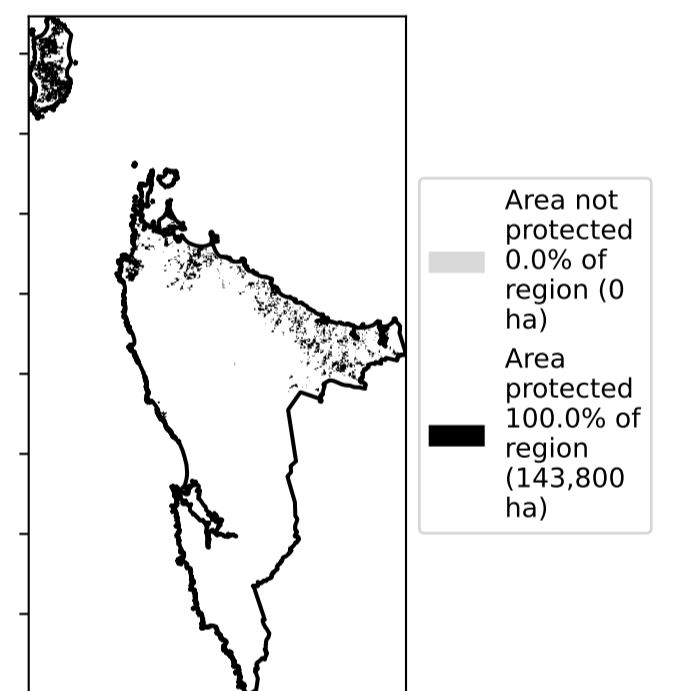 Area not
protected
0.0% of
region (0
ha)
Area
protected
100.0% of
region
(143,800
ha)